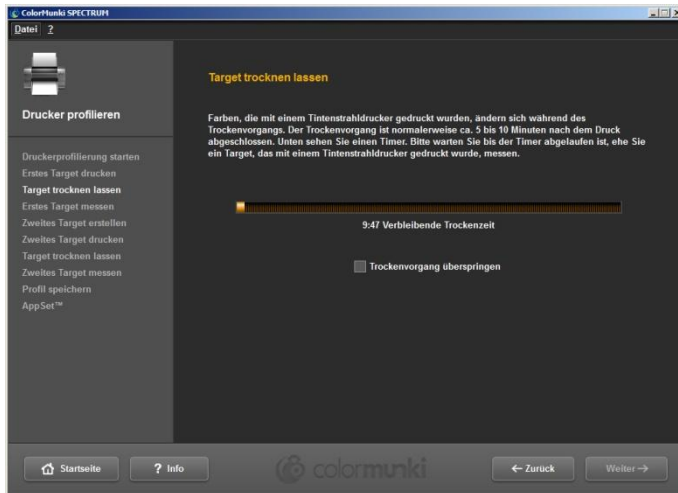 ColorMunki SPECTRUM
Datei ?
Drucker profilieren
Druckerprofilierung starten
Erstes Target drucken
Target trocknen lassen
Erstes Target messen
Zweites Target erstellen
Zweites Target drucken
Target trocknen lassen
Zweites Target messen
Profil speichern
AppSet™
Target trocknen lassen
Farben, die mit einem Tintenstrahldrucker gedruckt wurden, ändern sich während des
Trockenvorgangs. Der Trockenvorgang ist normalerweise ca. 5 bis 10 Minuten nach dem Druck
abgeschlossen. Unten sehen Sie einen Timer. Bitte warten Sie bis der Timer abgelaufen ist, ehe Sie
ein Target, das mit einem Tintenstrahldrucker gedruckt wurde, messen.
9:47 Verbleibende Trockenzeit
Trockenvorgang überspringen
Startseite
? Info
colormunki
← Zurück
Weiter →